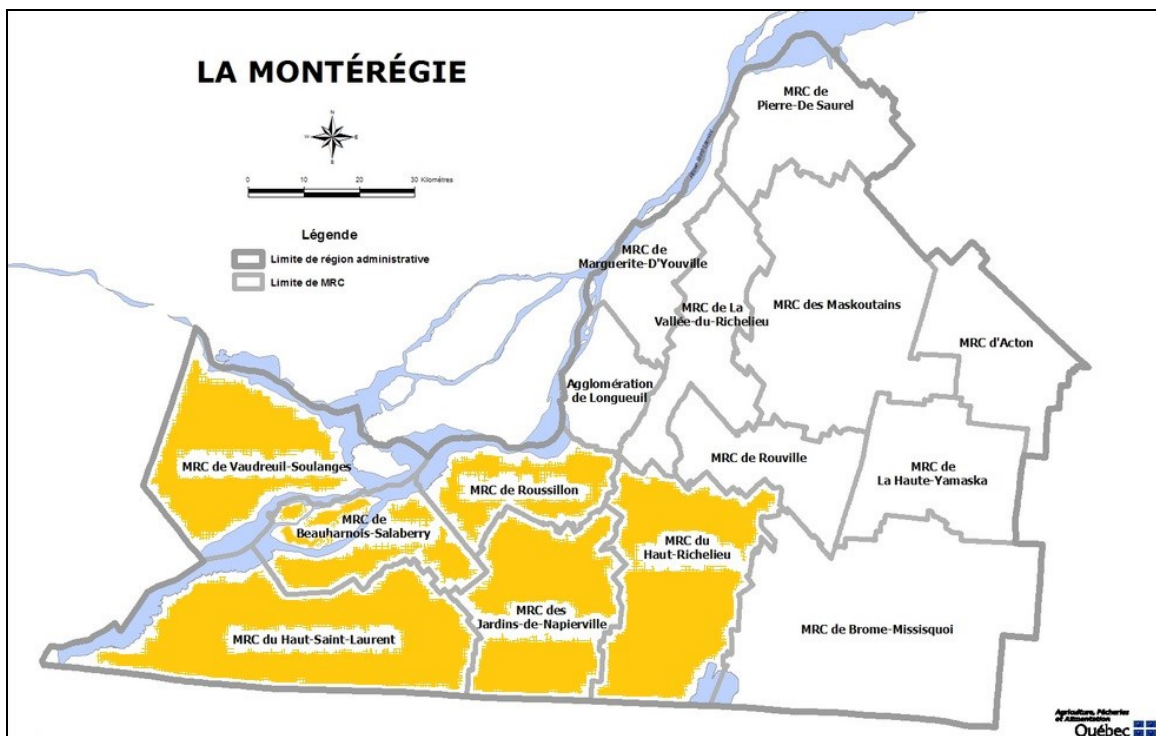 LA MONTÉRÉGIE
N
W
E
S
0 10 20 30 Kilomètres
Légende
Limite de région administrative
Limite de MRC
MRC de
Pierre-De Saurel
MRC de
Marguerite-D'Youville
MRC de La
Vallée-du-Richelieu
MRC des Maskoutains
MRC d'Acton
Agglomération
de Longueuil
MRC de Rouville
MRC de
La Haute-Yamaska
MRC de Vaudreuil-Soulanges
MRC de Roussillon
MRC de
Beauharnois-Salaberry
MRC du
Haut-Richelieu
MRC des
Jardins-de-Napierville
MRC du Haut-Saint-Laurent
MRC de Brome-Missisquoi
Agriculture, Pêcheries
et Alimentation
Québec